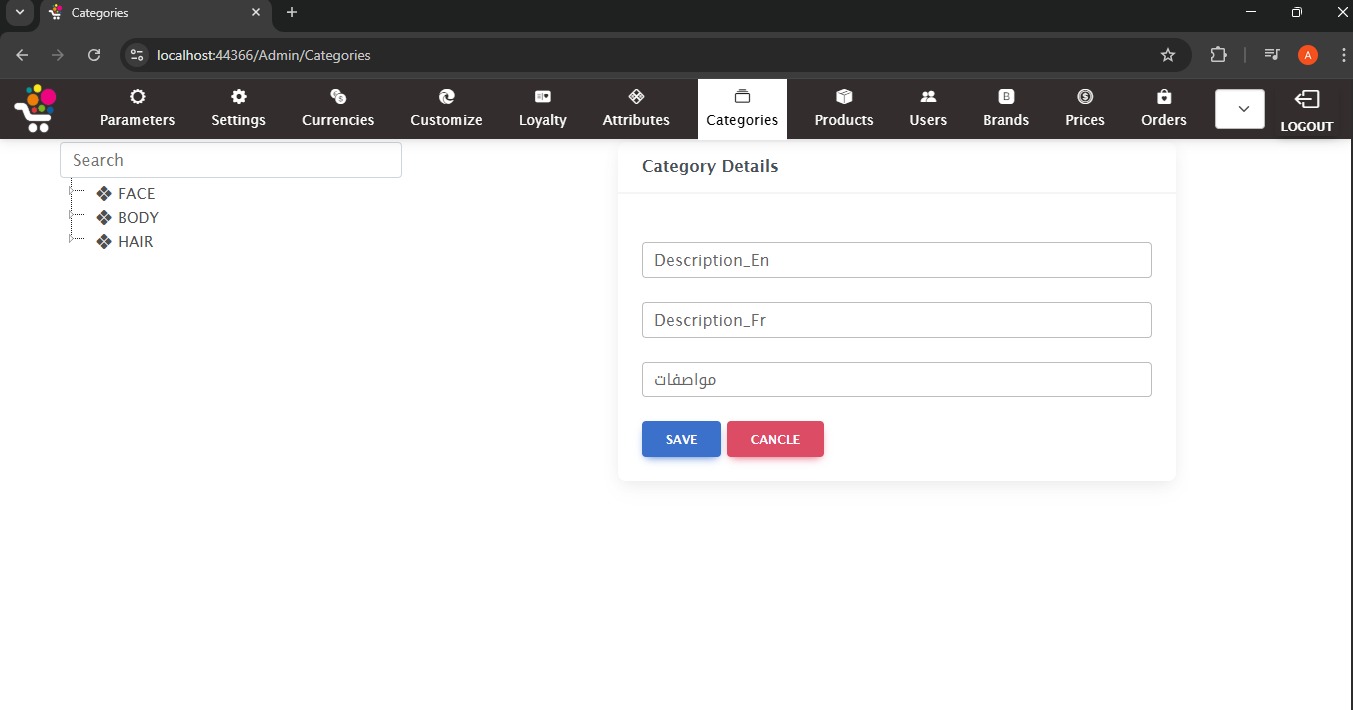 Categories
localhost:44366/Admin/Categories
A
Parameters
Settings
Currencies
Customize
Loyalty
Attributes
Categories
Products
Users
B
Brands
$
Prices
Orders
LOGOUT
Search
FACE
BODY
HAIR
Category Details
Description_En
Description_Fr
مواصفات
SAVE
CANCLE